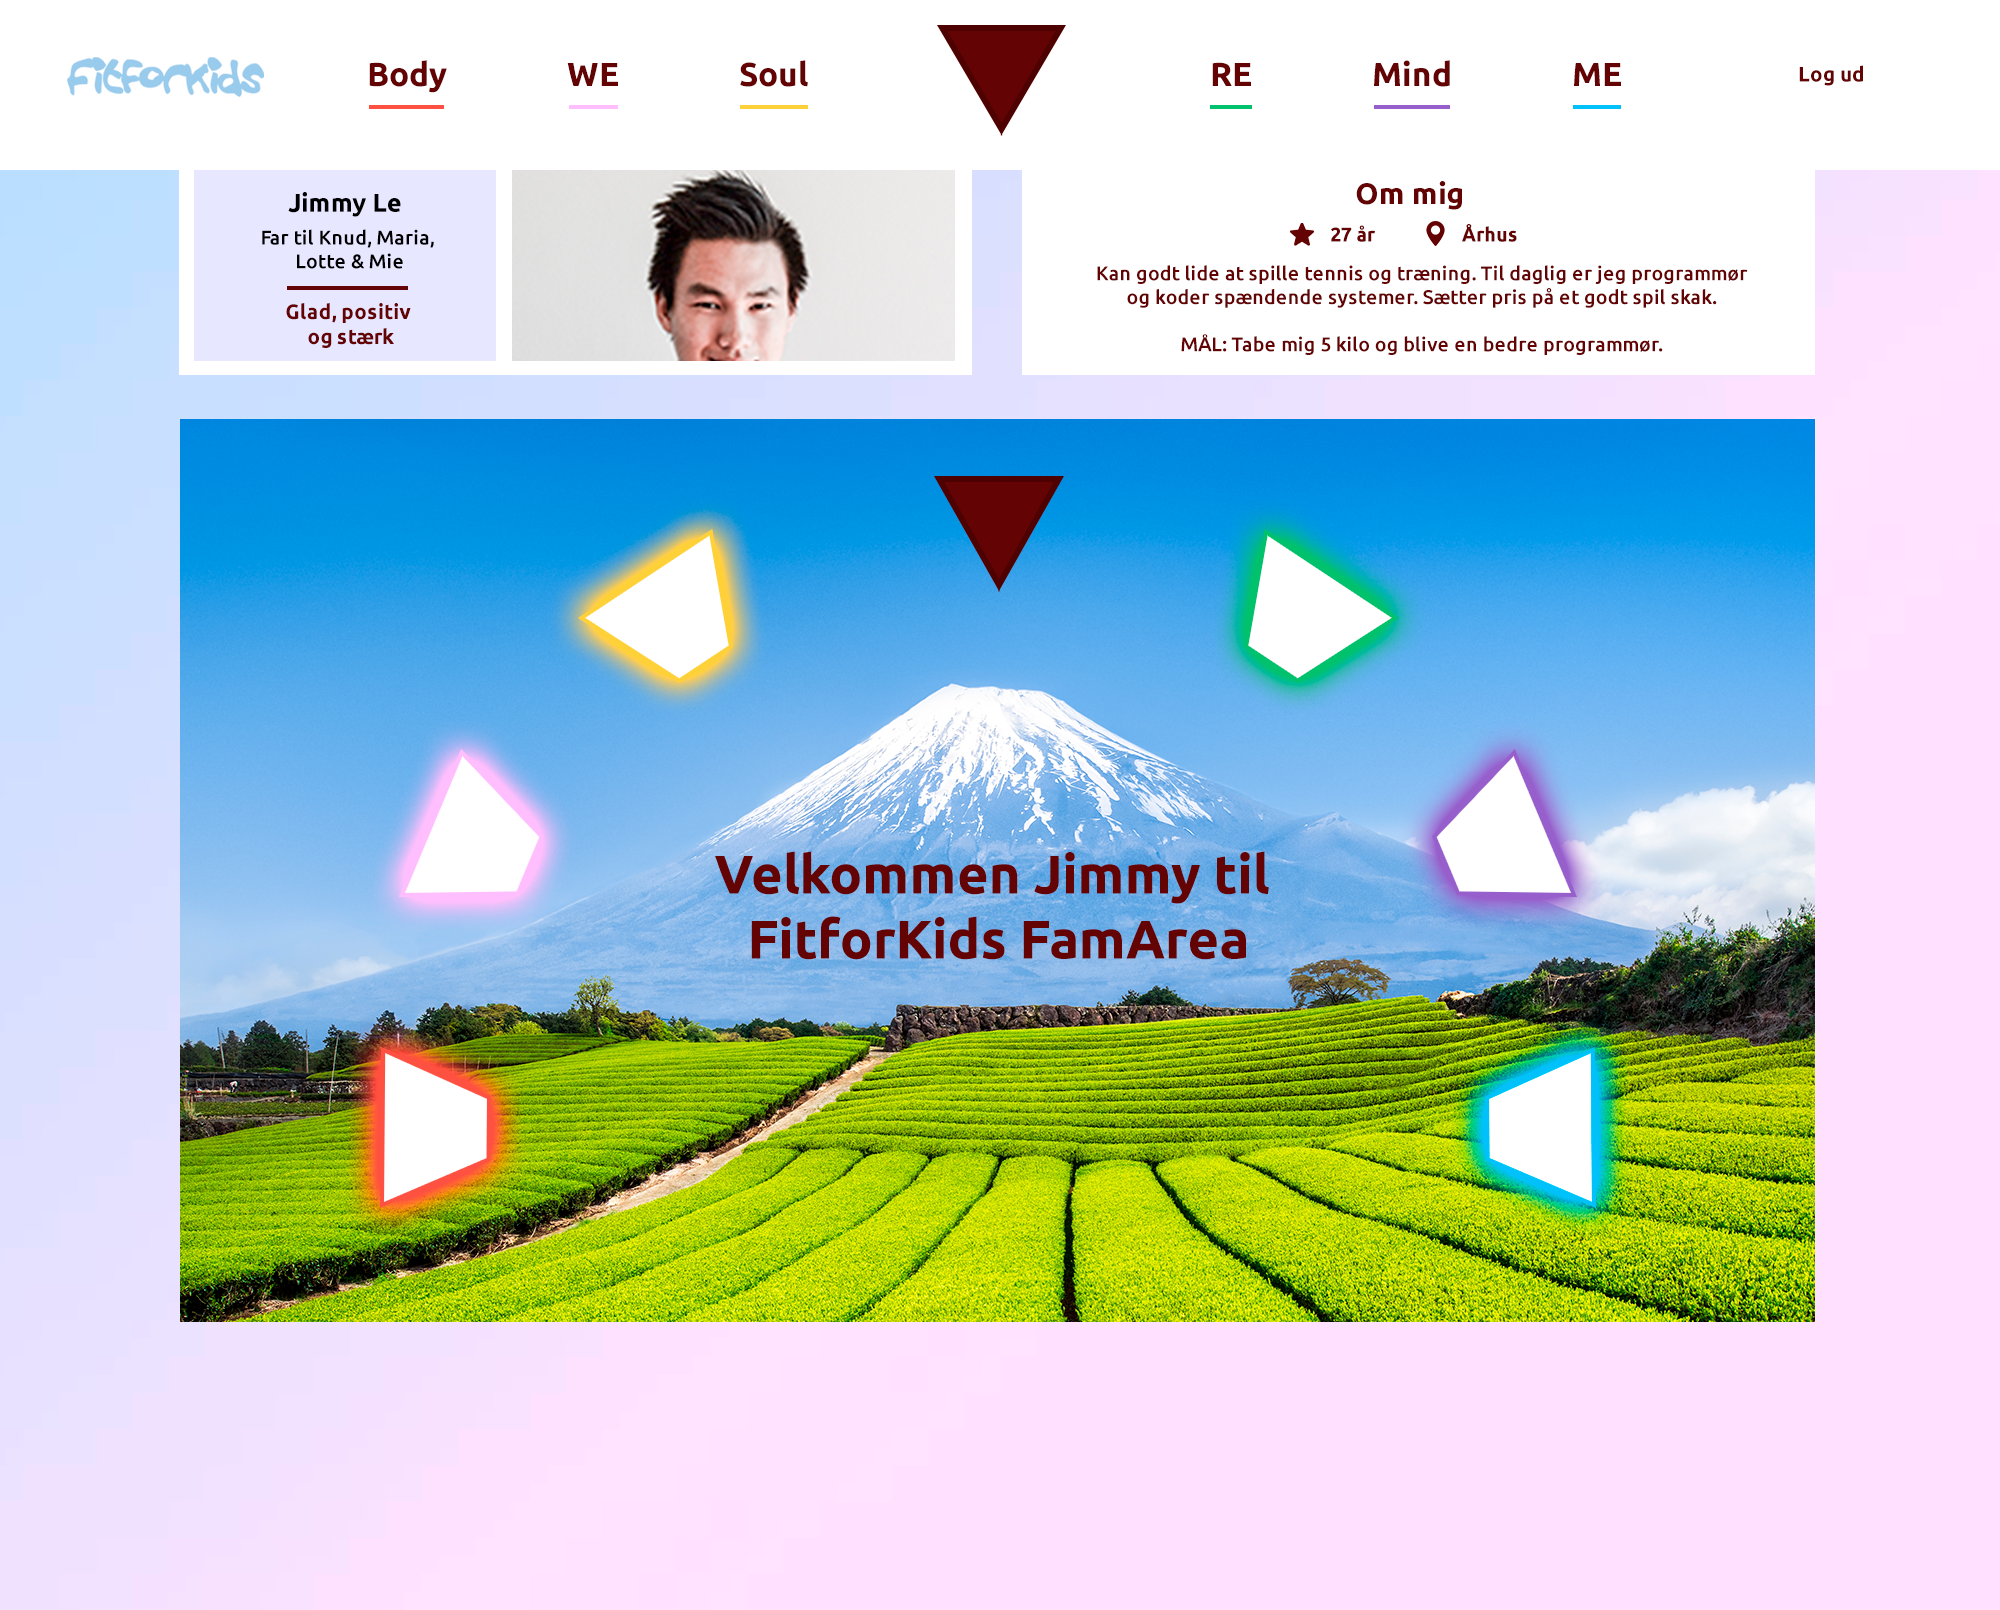 FitforKids
Body
WE
Soul
RE
Mind
ME
Log ud
Jimmy Le
Far til Knud, Maria,
Lotte & Mie
Glad, positiv
og stærk
Om mig
27 år
Århus
Kan godt lide at spille tennis og træning. Til daglig er jeg programmør
og koder spændende systemer. Sætter pris på et godt spil skak.
MÅL: Tabe mig 5 kilo og blive en bedre programmør.
Velkommen Jimmy til
FitforKids FamArea